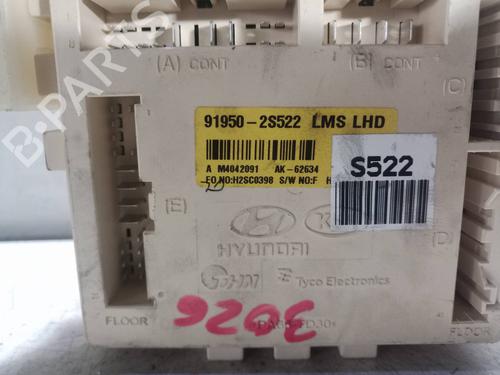 (A) CONT
(B) CONT
(C)
91950-2S522 LMS LHD
A M4042091 AK-62634
EO NO:H2SC0398 S/W NO:F H
S522
(E)
(D)
HYUNDAI
Tyco Electronics
3026
FLOOR
FLOOR
B-PARTS